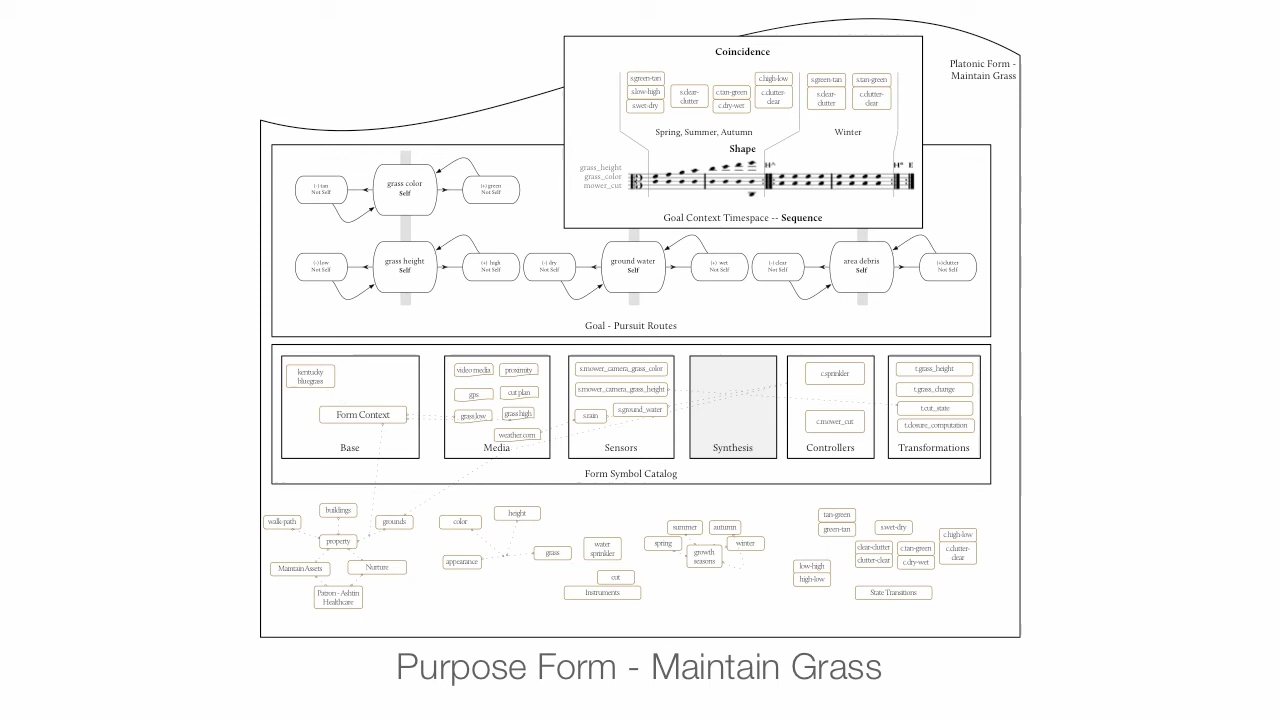 Coincidence
Platonic Form -
Maintain Grass
s.green-tan
s.low-high
s.wet-dry
s.clear-
clutter
c.tan-green
c.dry-wet
c.high-low
c.clutter-
clear
s.green-tan
s.clear-
clutter
s.tan-green
c.clutter-
clear
Spring, Summer, Autumn
Winter
Shape
grass_height
grass_color
mower_cut
Goal Context Timespace -- Sequence
(-) tan
Not Self
grass color
Self
(+) green
Not Self
(-) low
Not Self
grass height
Self
(+) high
Not Self
(-) dry
Not Self
ground water
Self
(+) wet
Not Self
(-) clear
Not Self
area debris
Self
(+) clutter
Not Self
Goal - Pursuit Routes
kentucky
bluegrass
Form Context
Base
video media
proximity
gps
cut plan
grass low
grass high
weather.com
Media
s.mower_camera_grass_color
s.mower_camera_grass_height
s.rain
s.ground_water
Sensors
Synthesis
c.sprinkler
c.mower_cut
Controllers
t.grass_height
t.grass_change
t.cut_state
t.closure_computation
Transformations
Form Symbol Catalog
buildings
walk path
grounds
property
Maintain Assets
Nurture
Patron - Ashtin
Healthcare
color
height
grass
appearance
water
sprinkler
cut
Instruments
summer
autumn
spring
winter
growth
seasons
tan-green
green-tan
s.wet-dry
clear-clutter
clutter-clear
c.tan-green
c.dry-wet
c.high-low
c.clutter-
clear
low-high
high-low
State Transitions
Purpose Form - Maintain Grass